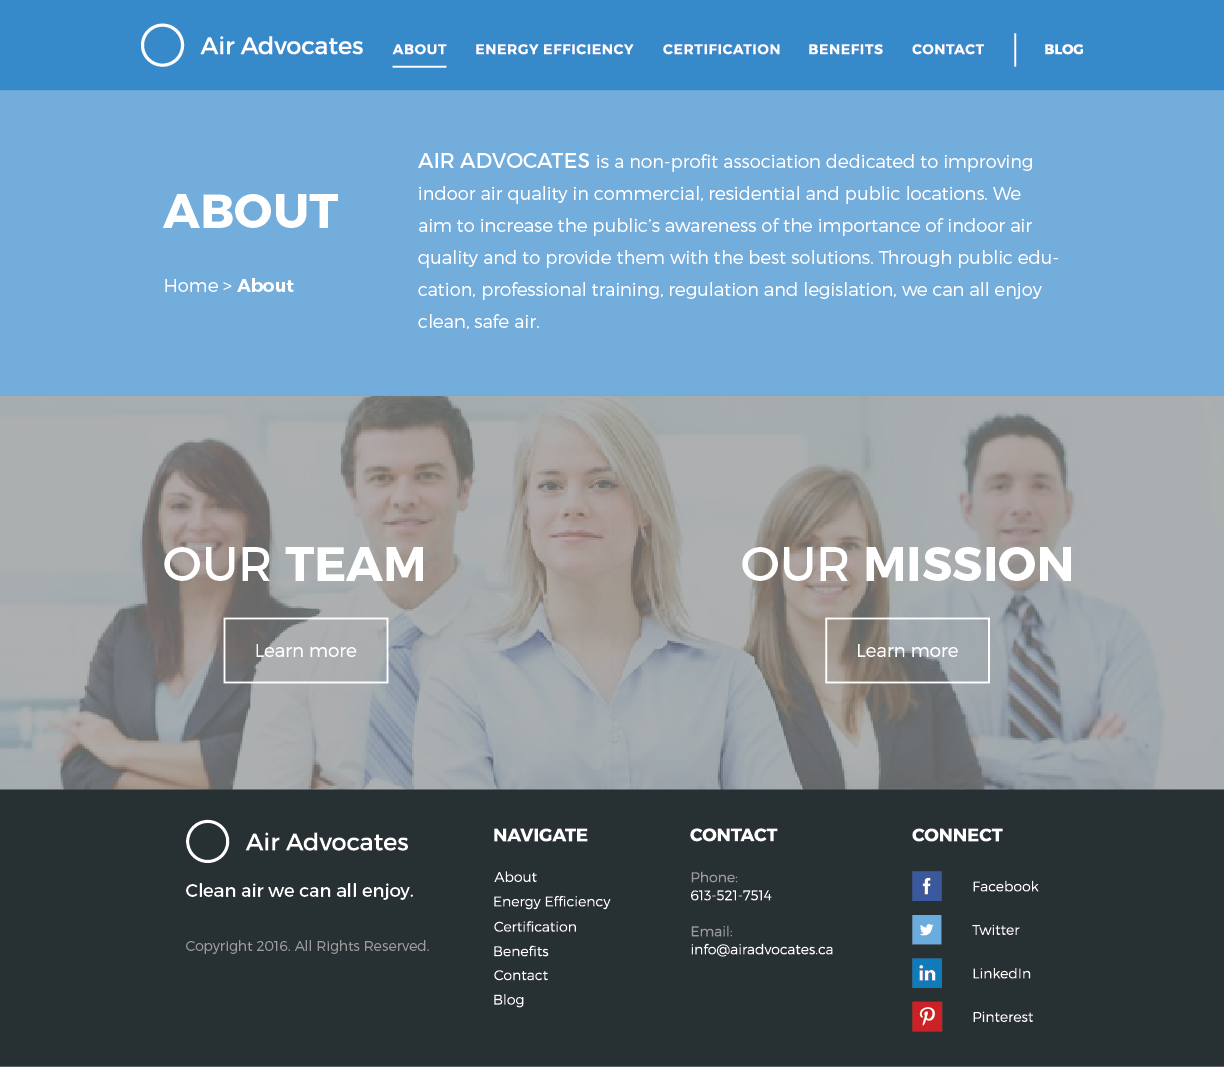 Air Advocates
ABOUT
ENERGY EFFICIENCY
CERTIFICATION
BENEFITS
CONTACT
BLOG
ABOUT
Home > About
AIR ADVOCATES is a non-profit association dedicated to improving
indoor air quality in commercial, residential and public locations. We
aim to increase the public’s awareness of the importance of indoor air
quality and to provide them with the best solutions. Through public edu-
cation, professional training, regulation and legislation, we can all enjoy
clean, safe air.
OUR TEAM
Learn more
OUR MISSION
Learn more
Air Advocates
Clean air we can all enjoy.
Copyright 2016. All Rights Reserved.
NAVIGATE
About
Energy Efficiency
Certification
Benefits
Contact
Blog
CONTACT
Phone:
613-521-7514
Email:
info@airadvocates.ca
CONNECT
Facebook
Twitter
LinkedIn
Pinterest